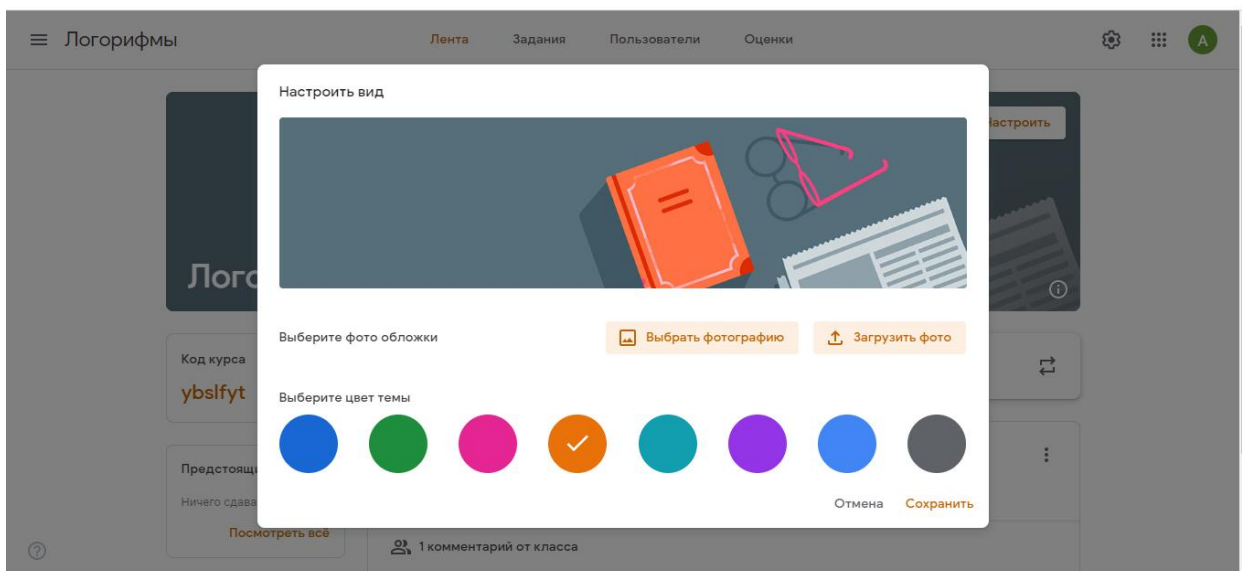 Логорифмы
Лента Задания Пользователи Оценки
А
Настроить вид
Настроить
Лого
Выберите фото обложки
Выбрать фотографию
Загрузить фото
Код курса
ybslfyt
Выберите цвет темы
Предстоящи
Ничего сдава
Отмена Сохранить
Посмотреть всё
1 комментарий от класса